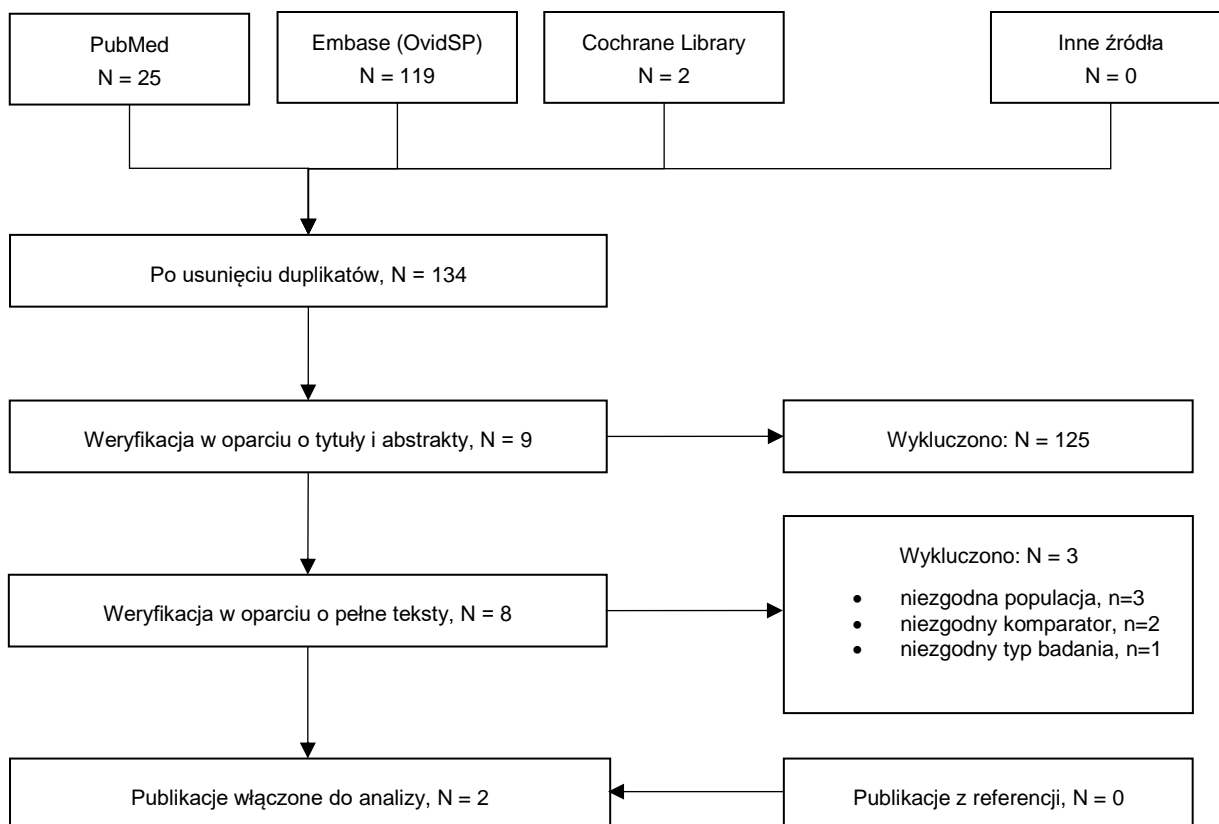 PubMed
N = 25
Embase (OvidSP)
N = 119
Cochrane Library
N = 2
Inne źródła
N = 0
Po usunięciu duplikatów, N = 134
Weryfikacja w oparciu o tytuły i abstrakty, N = 9
Wykluczono: N = 125
Weryfikacja w oparciu o pełne teksty, N = 8
Wykluczono: N = 3
• niezgodna populacja, n=3
• niezgodny komparator, n=2
• niezgodny typ badania, n=1
Publikacje włączone do analizy, N = 2
Publikacje z referencji, N = 0